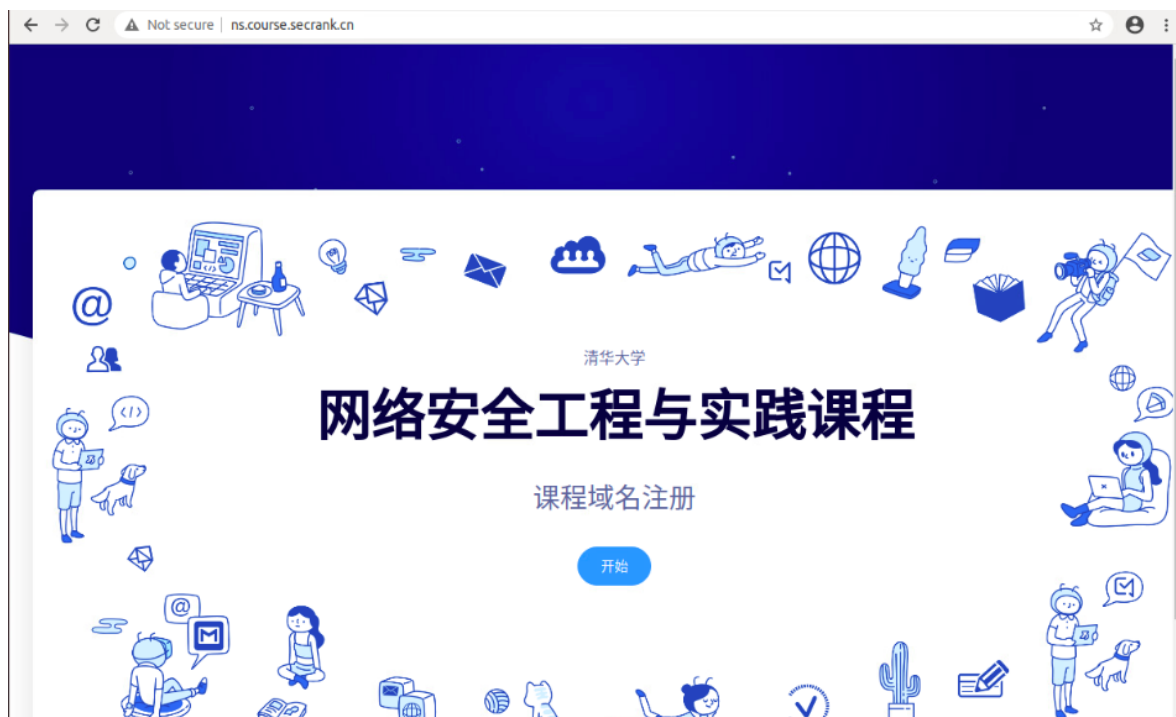 Not secure
ns.course.secrank.cn
清华大学
网络安全工程与实践课程
课程域名注册
开始